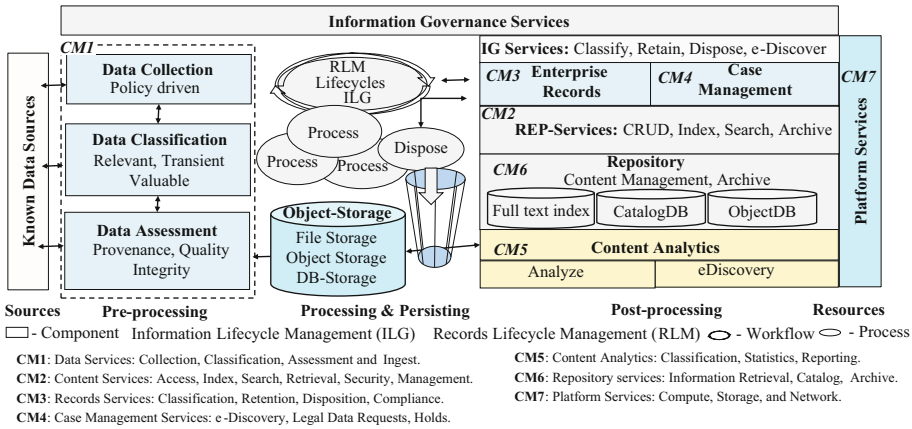 Information Governance Services
Known Data Sources
CM1
Data Collection
Policy driven
Data Classification
Relevant, Transient
Valuable
Data Assessment
Provenance, Quality
Integrity
RLM
Lifecycles
ILG
Process
Process
Process
Dispose
Object-Storage
File Storage
Object Storage
DB-Storage
IG Services: Classify, Retain, Dispose, e-Discover
CM3 Enterprise
Records
CM4 Case
Management
CM2
REP-Services: CRUD, Index, Search, Archive
Repository
CM6 Content Management, Archive
Full text index
CatalogDB
ObjectDB
CM5 Content Analytics
Analyze
eDiscovery
CM7
Platform Services
Sources Pre-processing Processing & Persisting Post-processing Resources
- Component Information Lifecycle Management (ILG) Records Lifecycle Management (RLM) - Workflow - Process
CM1: Data Services: Collection, Classification, Assessment and Ingest.
CM2: Content Services: Access, Index, Search, Retrieval, Security, Management.
CM3: Records Services: Classification, Retention, Disposition, Compliance.
CM4: Case Management Services: e-Discovery, Legal Data Requests, Holds.
CM5: Content Analytics: Classification, Statistics, Reporting.
CM6: Repository services: Information Retrieval, Catalog, Archive.
CM7: Platform Services: Compute, Storage, and Network.